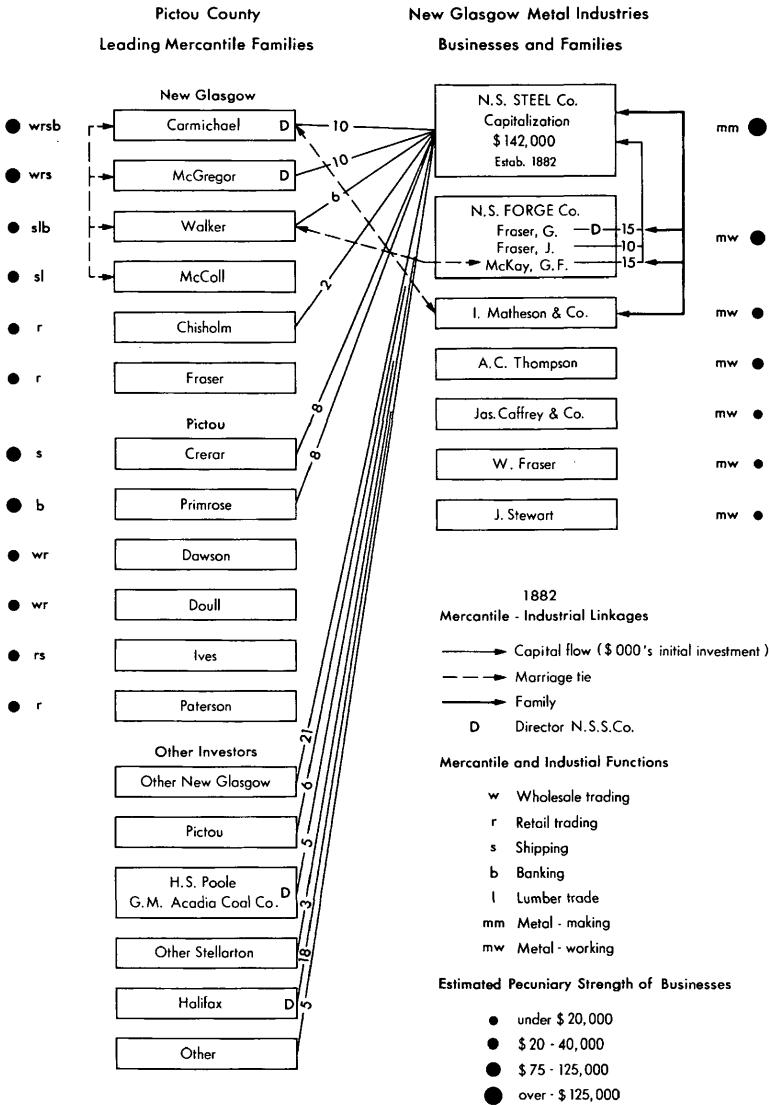 Pictou County
Leading Mercantile Families
New Glasgow
wrsb Carmichael D 10
wrs McGregor D 10
slb Walker 6
sl McColl
r Chisholm 2
r Fraser
Pictou
s Crerar 8
b Primrose 8
wr Dawson
wr Doull
rs Ives
r Paterson
Other Investors
Other New Glasgow 21
Pictou 6
H.S. Poole
G.M. Acadia Coal Co. D 5
Other Stellarton 3
Halifax D 18
Other 5
New Glasgow Metal Industries
Businesses and Families
N.S. STEEL Co.
Capitalization
$142,000
Estab. 1882
mm
N.S. FORGE Co.
Fraser, G. D 15
Fraser, J. 10
McKay, G.F. 15
mw
I. Matheson & Co. mw
A.C. Thompson mw
Jas. Caffrey & Co. mw
W. Fraser mw
J. Stewart mw
1882
Mercantile - Industrial Linkages
Capital flow ($000's initial investment)
Marriage tie
Family
D Director N.S.S.Co.
Mercantile and Industial Functions
w Wholesale trading
r Retail trading
s Shipping
b Banking
l Lumber trade
mm Metal - making
mw Metal - working
Estimated Pecuniary Strength of Businesses
under $20,000
$20 - 40,000
$75 - 125,000
over - $125,000